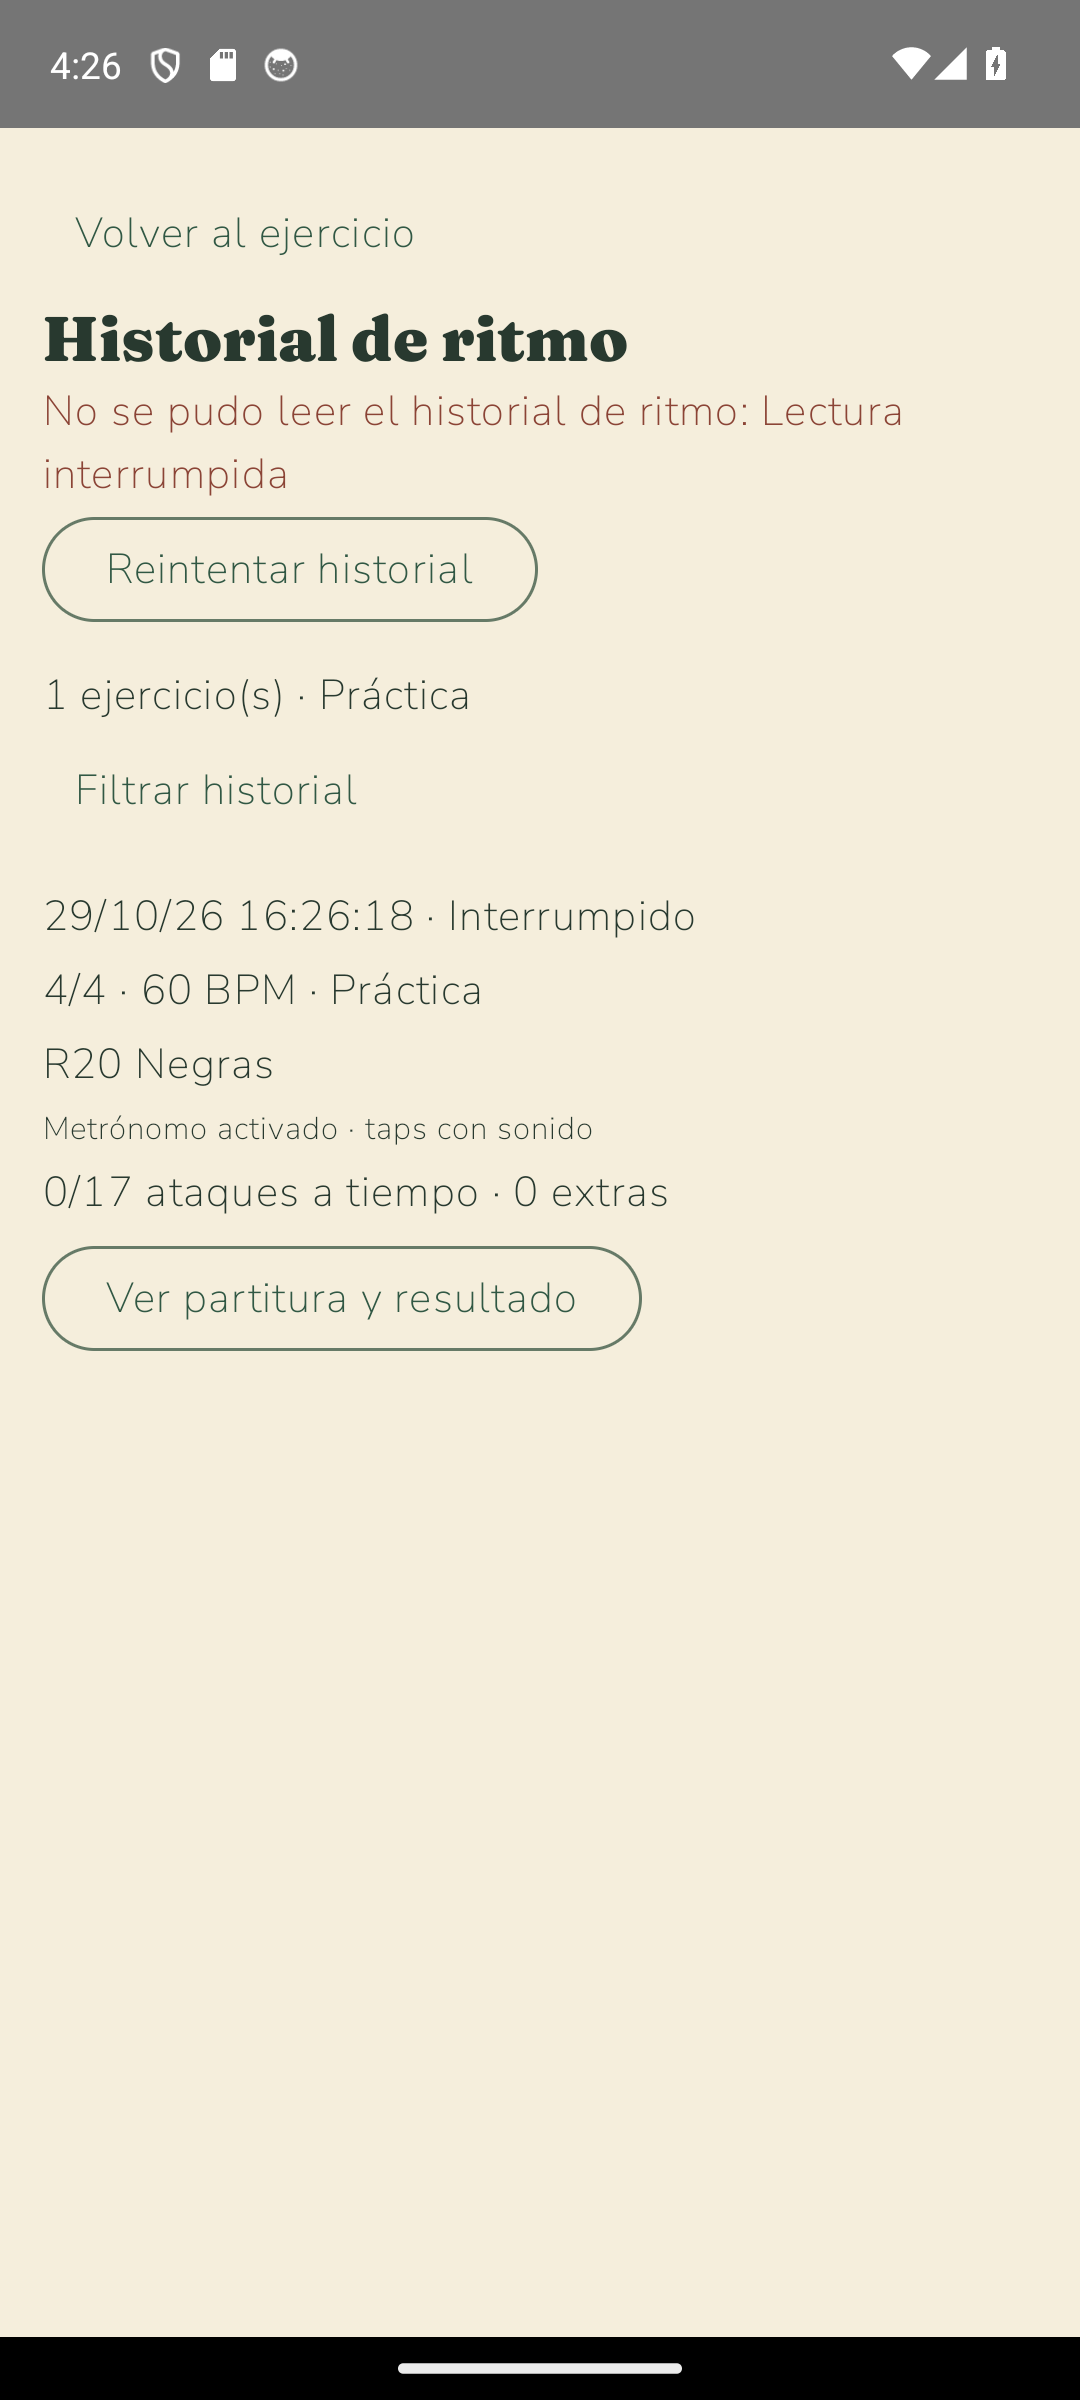 4:26
Volver al ejercicio
Historial de ritmo
No se pudo leer el historial de ritmo: Lectura
interrumpida
Reintentar historial
1 ejercicio(s) · Práctica
Filtrar historial
29/10/26 16:26:18 · Interrumpido
4/4 · 60 BPM · Práctica
R20 Negras
Metrónomo activado · taps con sonido
0/17 ataques a tiempo · 0 extras
Ver partitura y resultado